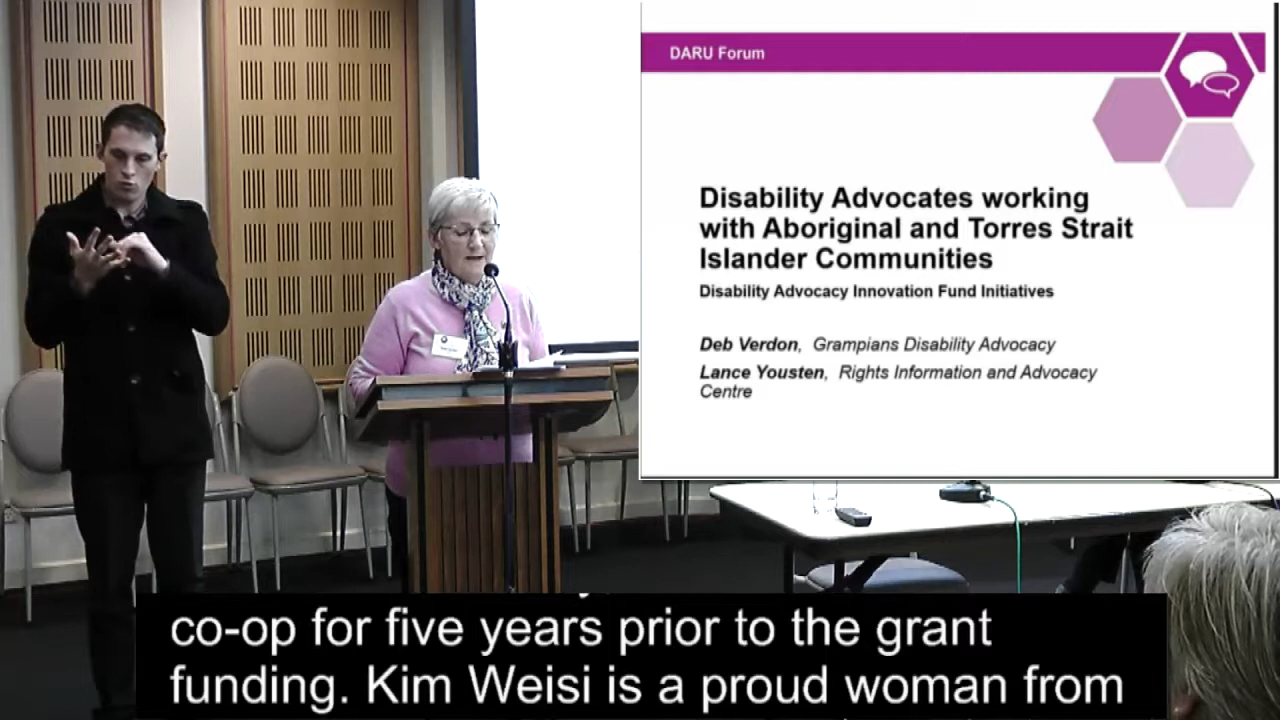 DARU Forum
Disability Advocates working
with Aboriginal and Torres Strait
Islander Communities
Disability Advocacy Innovation Fund Initiatives
Deb Verdon, Grampians Disability Advocacy
Lance Yousten, Rights Information and Advocacy
Centre
co-op for five years prior to the grant
funding. Kim Weisi is a proud woman from